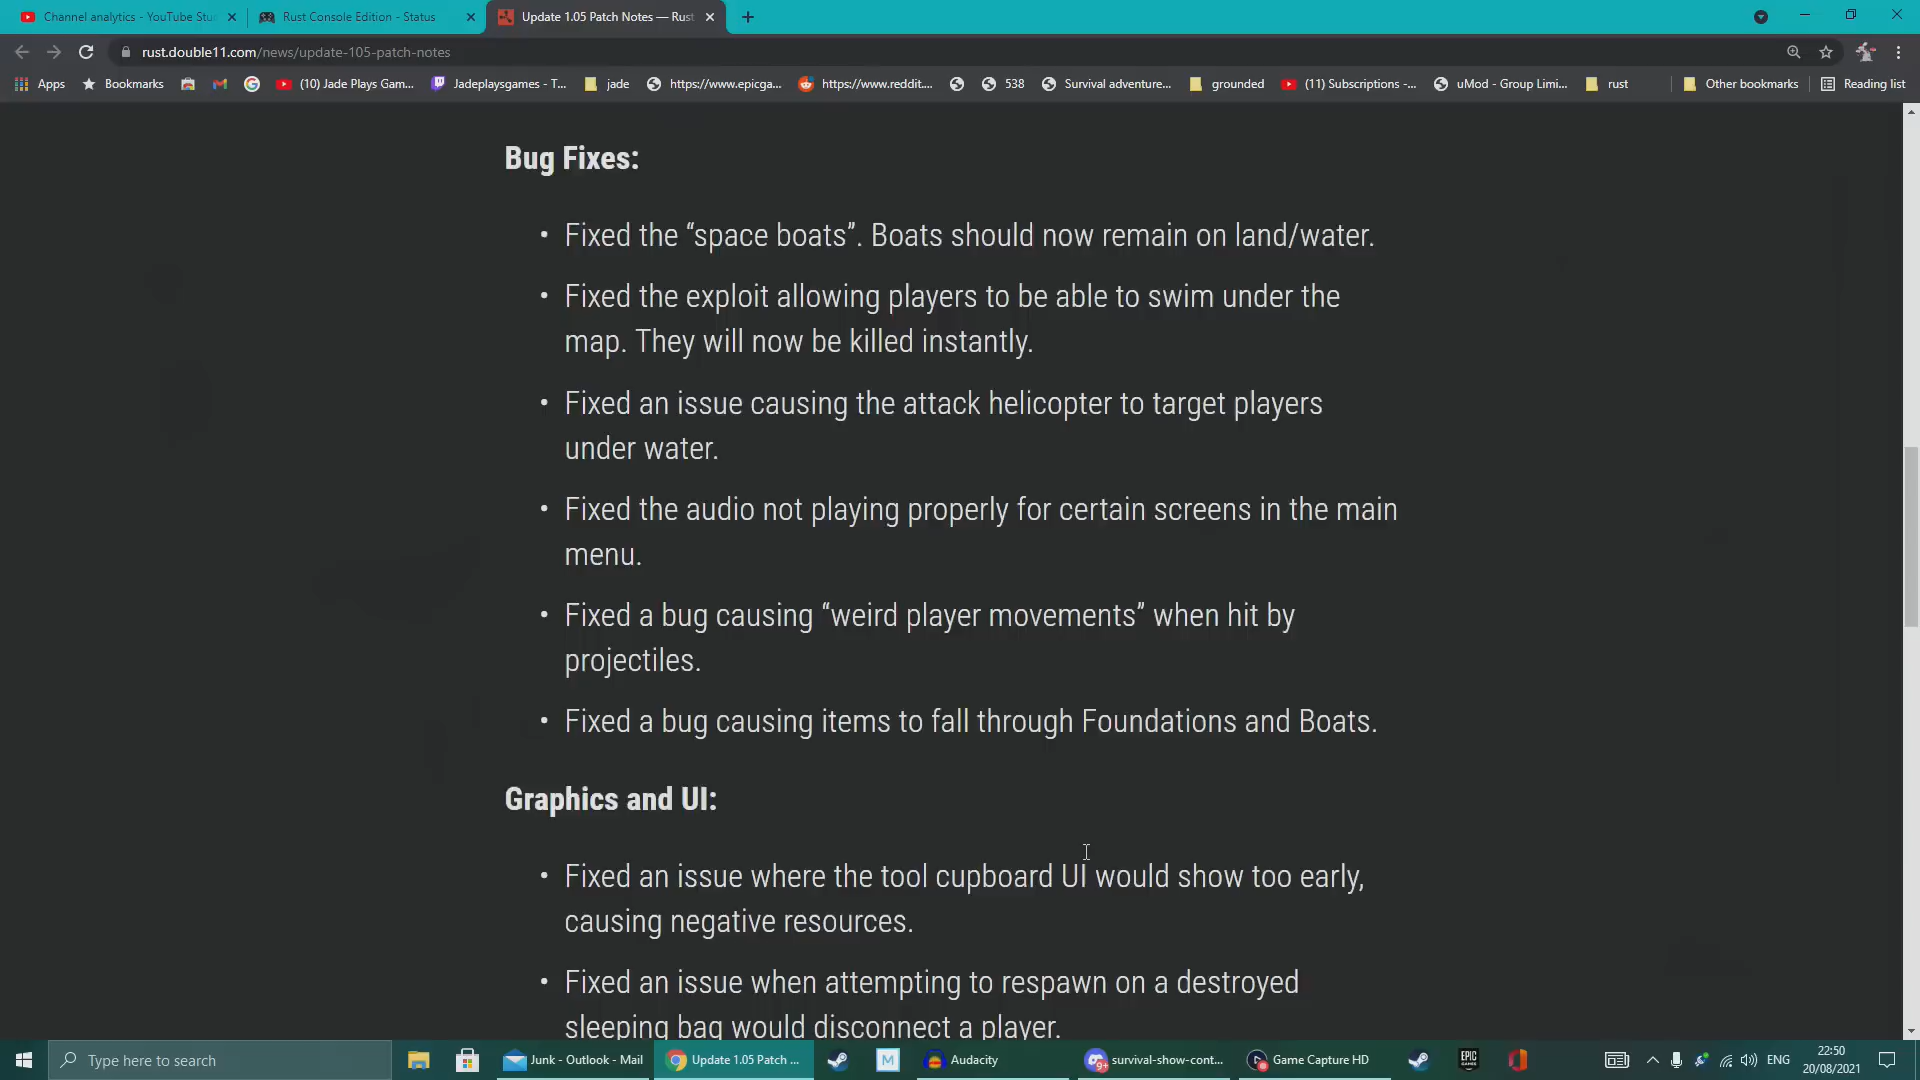 Channel analytics - YouTube Stu
Rust Console Edition - Status
Update 1.05 Patch Notes — Rust
rust.double11.com/news/update-105-patch-notes
Apps
Bookmarks
(10) Jade Plays Gam...
Jadeplaysgames - T...
jade
https://www.epicga...
https://www.reddit....
538
Survival adventure...
grounded
(11) Subscriptions -...
uMod - Group Limi...
rust
Other bookmarks
Reading list
Bug Fixes:
• Fixed the “space boats”. Boats should now remain on land/water.
• Fixed the exploit allowing players to be able to swim under the
map. They will now be killed instantly.
• Fixed an issue causing the attack helicopter to target players
under water.
• Fixed the audio not playing properly for certain screens in the main
menu.
• Fixed a bug causing “weird player movements” when hit by
projectiles.
• Fixed a bug causing items to fall through Foundations and Boats.
Graphics and UI:
• Fixed an issue where the tool cupboard UI would show too early,
causing negative resources.
• Fixed an issue when attempting to respawn on a destroyed
sleeping bag would disconnect a player.
Type here to search
Junk - Outlook - Mail
Update 1.05 Patch ...
M
Audacity
9+
survival-show-cont...
Game Capture HD
EPIC GAMES
ENG
22:50
20/08/2021